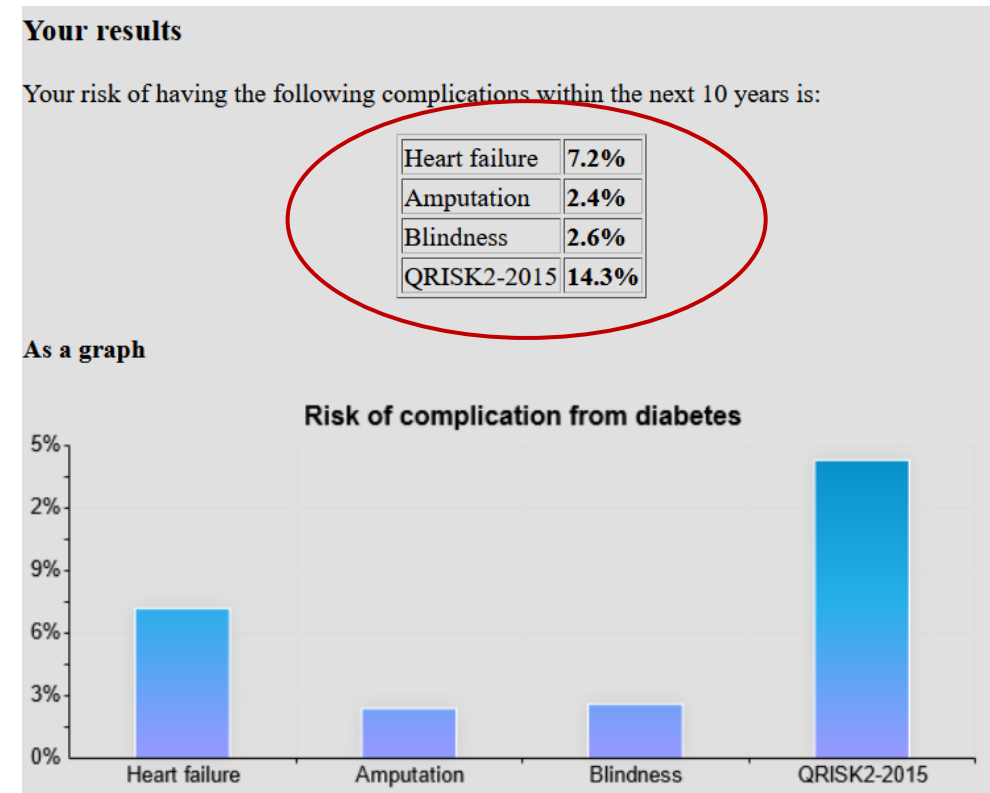 Your results
Your risk of having the following complications within the next 10 years is:
Heart failure 7.2%
Amputation 2.4%
Blindness 2.6%
QRISK2-2015 14.3%
As a graph
Risk of complication from diabetes
5%
2%
9%
6%
3%
0%
Heart failure Amputation Blindness QRISK2-2015